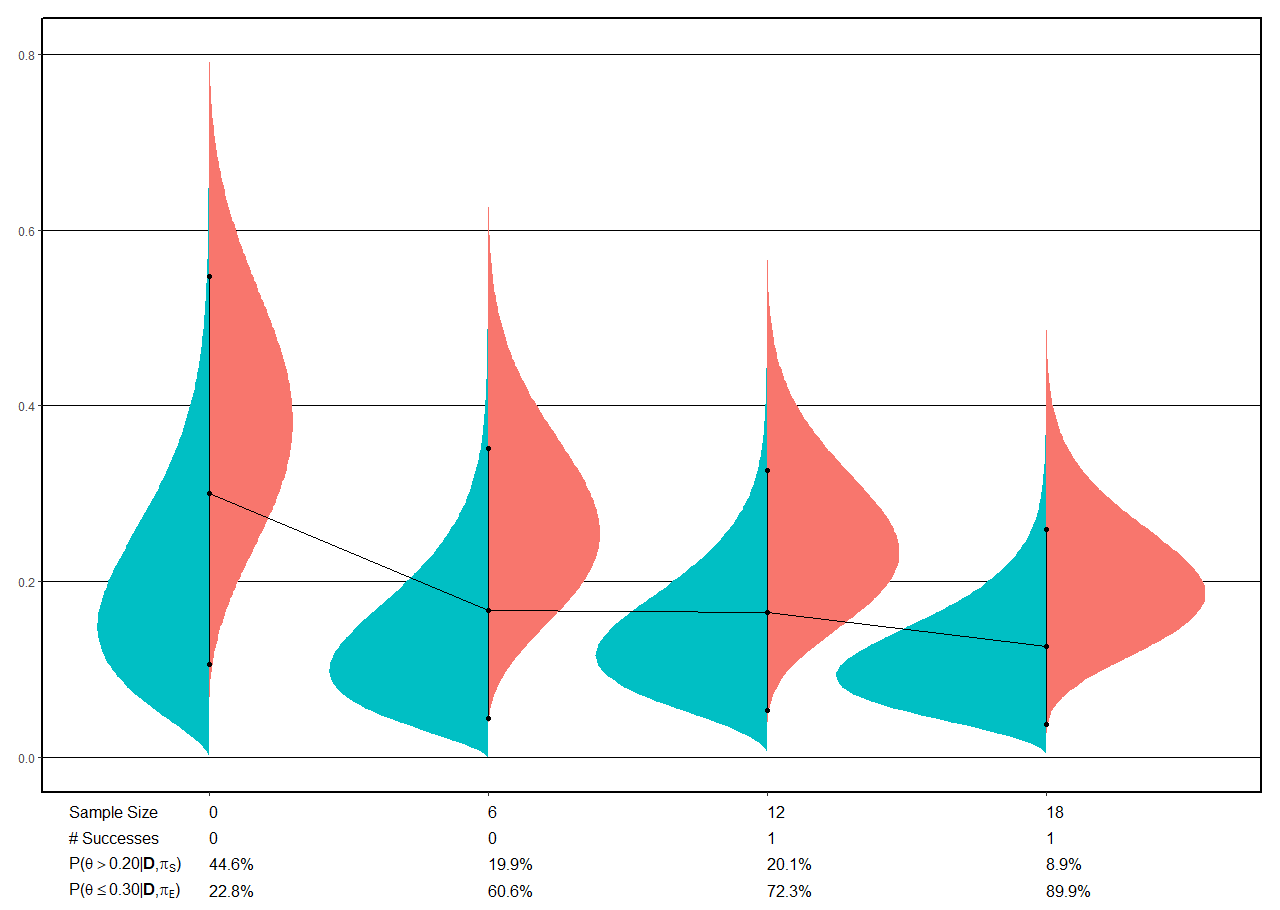 0.8
0.6
0.4
0.2
0.0
Sample Size 0 6 12 18
# Successes 0 0 1 1
P(θ > 0.20|D,πS) 44.6% 19.9% 20.1% 8.9%
P(θ ≤ 0.30|D,πE) 22.8% 60.6% 72.3% 89.9%